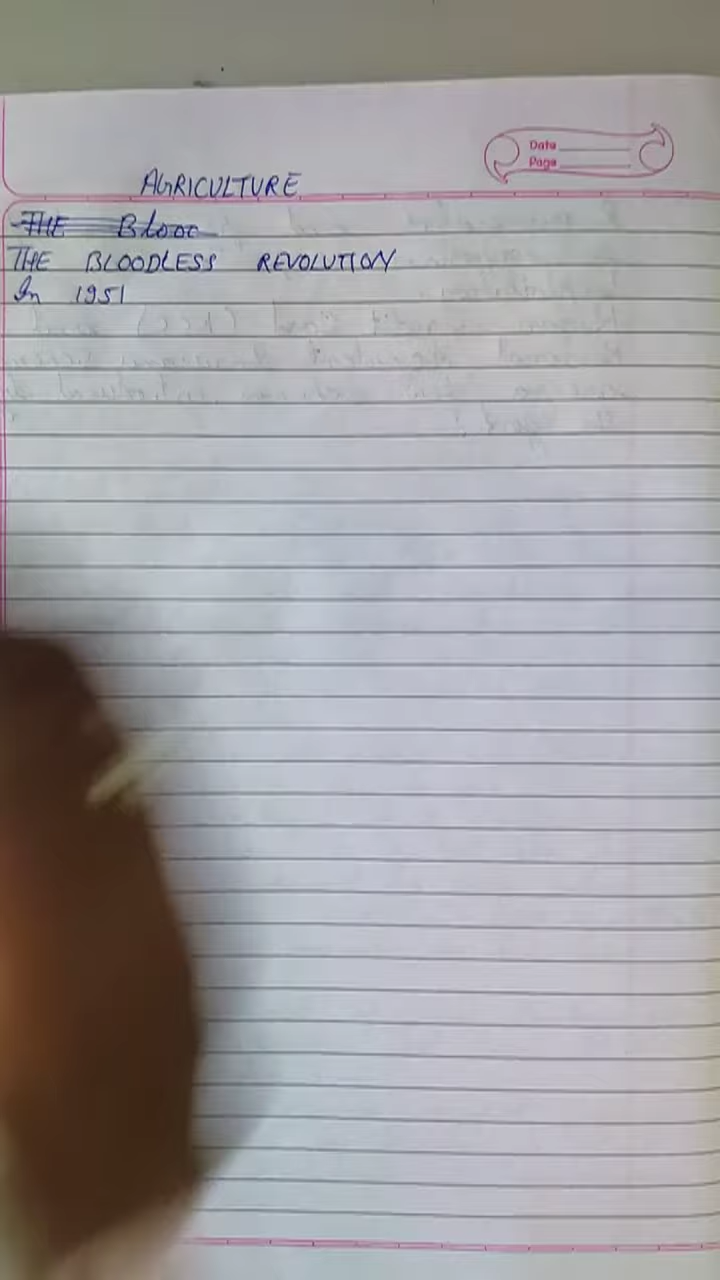 Date
Page
AGRICULTURE
THE Blooc
THE BLOODLESS REVOLUTION
In 1951